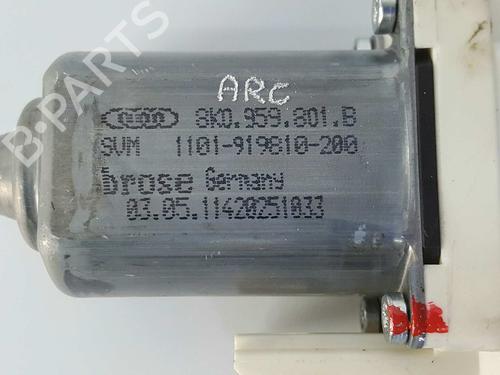 ARC
8K0.959.801.B
SVM 1101-919810-200
brose Germany
03.05.11420251033
B-PARTS